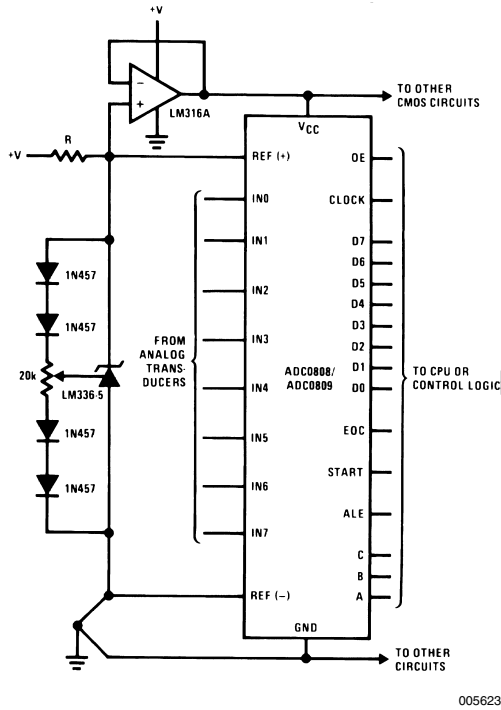 +V
−
+
LM316A
TO OTHER
CMOS CIRCUITS
VCC
R
+V
REF (+)
OE
IN0
CLOCK
IN1
D7
D6
1N457
IN2
D5
D4
1N457
FROM
ANALOG
TRANS-
DUCERS
IN3
D3
D2
20k
LM336-5
IN4
ADC0808/
ADC0809
D1
D0
TO CPU OR
CONTROL LOGIC
1N457
IN5
EOC
1N457
IN6
START
IN7
ALE
C
B
REF (−)
A
GND
TO OTHER
CIRCUITS
005623